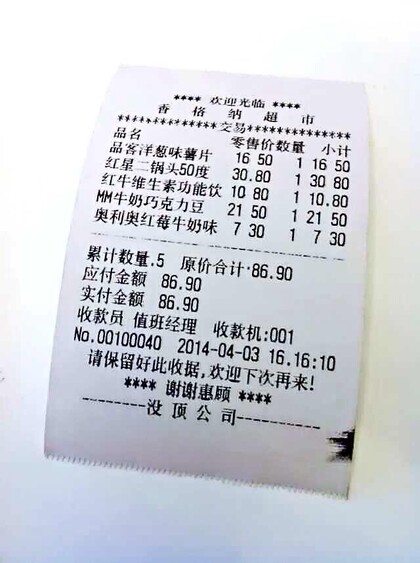 **** 欢迎光临 ****
香格纳超市
**************交易**************
品名 零售价数量 小计
品客洋葱味薯片 16 50 1 16 50
红星二锅头50度 30.80 1 30 80
红牛维生素功能饮 10 80 1 10.80
MM牛奶巧克力豆 21 50 1 21 50
奥利奥红莓牛奶味 7 30 1 7 30
累计数量.5 原价合计·86.90
应付金额 86.90
实付金额 86.90
收款员 值班经理 收款机:001
No.00100040 2014-04-03 16.16:10
请保留好此收据,欢迎下次再来!
**** 谢谢惠顾 ****
---------没顶公司---------